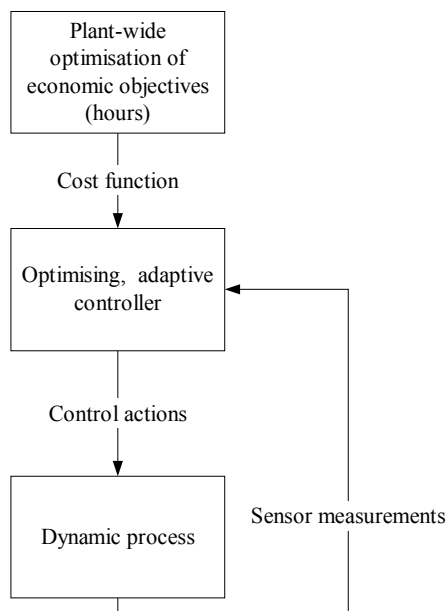 Plant-wide
optimisation of
economic objectives
(hours)
Cost function
Optimising, adaptive
controller
Control actions
Sensor measurements
Dynamic process